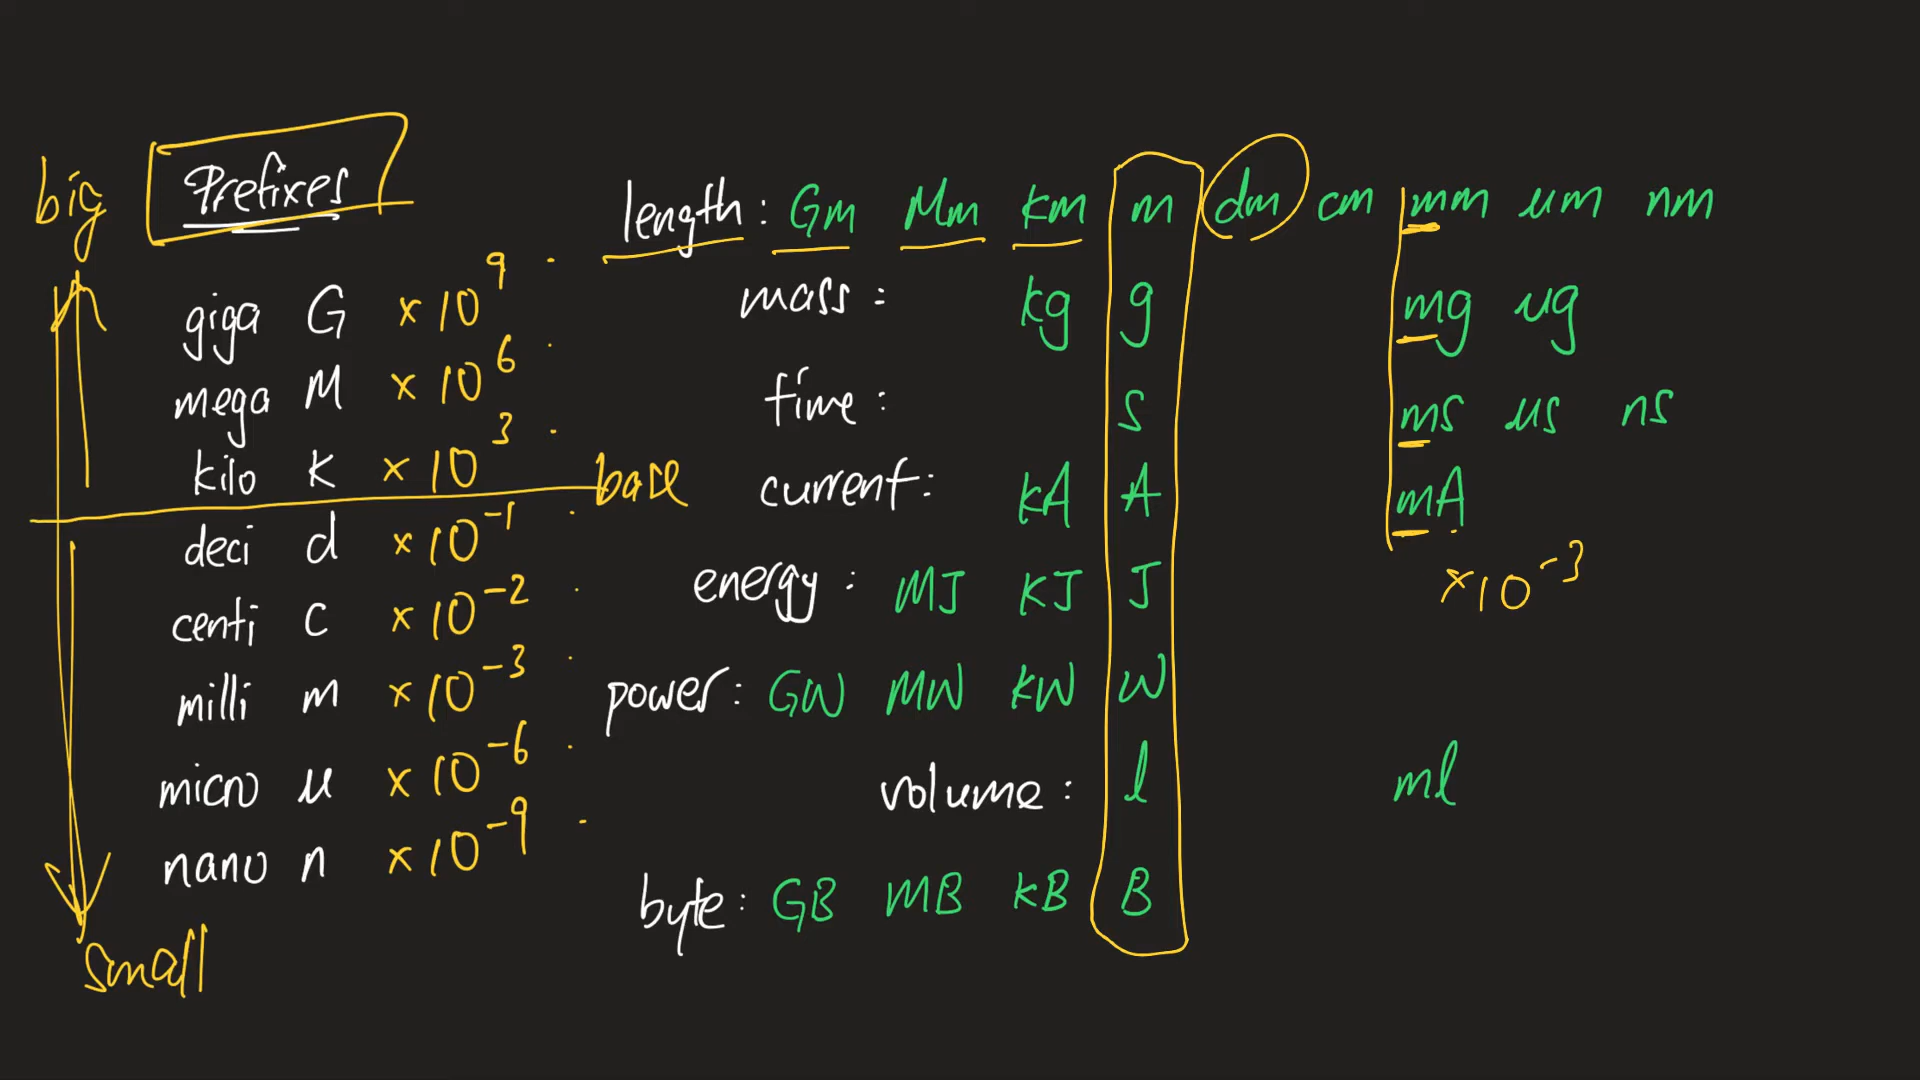 big
Prefixes
giga G × 10^9
mega M × 10^6
kilo k × 10^3
base
deci d × 10^-1
centi c × 10^-2
milli m × 10^-3
micro μ × 10^-6
nano n × 10^-9
small
length: Gm Mm km m dm cm mm μm nm
mass: kg g mg μg
time: s ms μs ns
current: kA A mA
×10^-3
energy: MJ kJ J
power: GW MW kW W
volume: l ml
byte: GB MB kB B